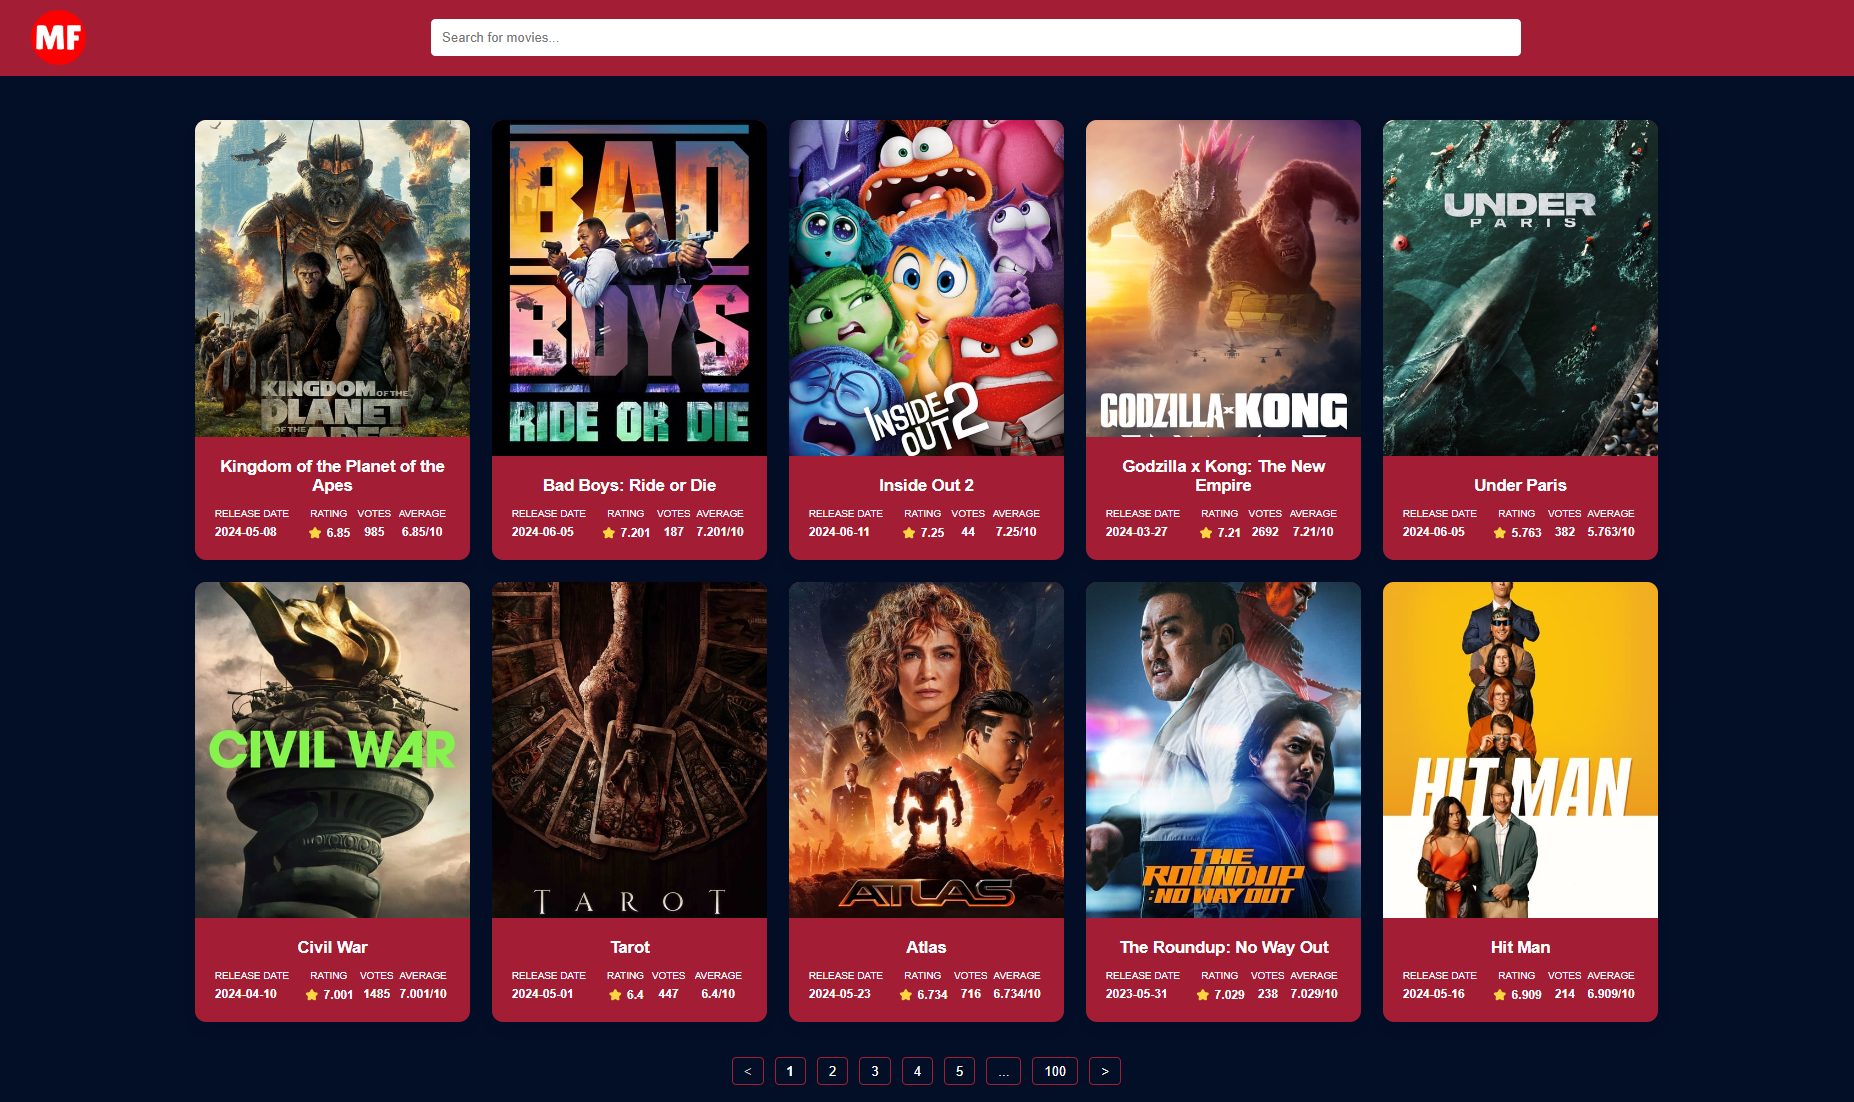 MF
Search for movies...
KINGDOM OF THE
PLANET
OF THE APES
Kingdom of the Planet of the
Apes
RELEASE DATE RATING VOTES AVERAGE
2024-05-08 6.85 985 6.85/10
BAD
BOYS
RIDE OR DIE
Bad Boys: Ride or Die
RELEASE DATE RATING VOTES AVERAGE
2024-06-05 7.201 187 7.201/10
INSIDE
OUT 2
Inside Out 2
RELEASE DATE RATING VOTES AVERAGE
2024-06-11 7.25 44 7.25/10
GODZILLA x KONG
Godzilla x Kong: The New
Empire
RELEASE DATE RATING VOTES AVERAGE
2024-03-27 7.21 2692 7.21/10
UNDER
PARIS
Under Paris
RELEASE DATE RATING VOTES AVERAGE
2024-06-05 5.763 382 5.763/10
CIVIL WAR
Civil War
RELEASE DATE RATING VOTES AVERAGE
2024-04-10 7.001 1485 7.001/10
TAROT
Tarot
RELEASE DATE RATING VOTES AVERAGE
2024-05-01 6.4 447 6.4/10
ATLAS
Atlas
RELEASE DATE RATING VOTES AVERAGE
2024-05-23 6.734 716 6.734/10
THE
ROUNDUP
:NO WAY OUT
The Roundup: No Way Out
RELEASE DATE RATING VOTES AVERAGE
2023-05-31 7.029 238 7.029/10
HIT MAN
Hit Man
RELEASE DATE RATING VOTES AVERAGE
2024-05-16 6.909 214 6.909/10
< 1 2 3 4 5 ... 100 >